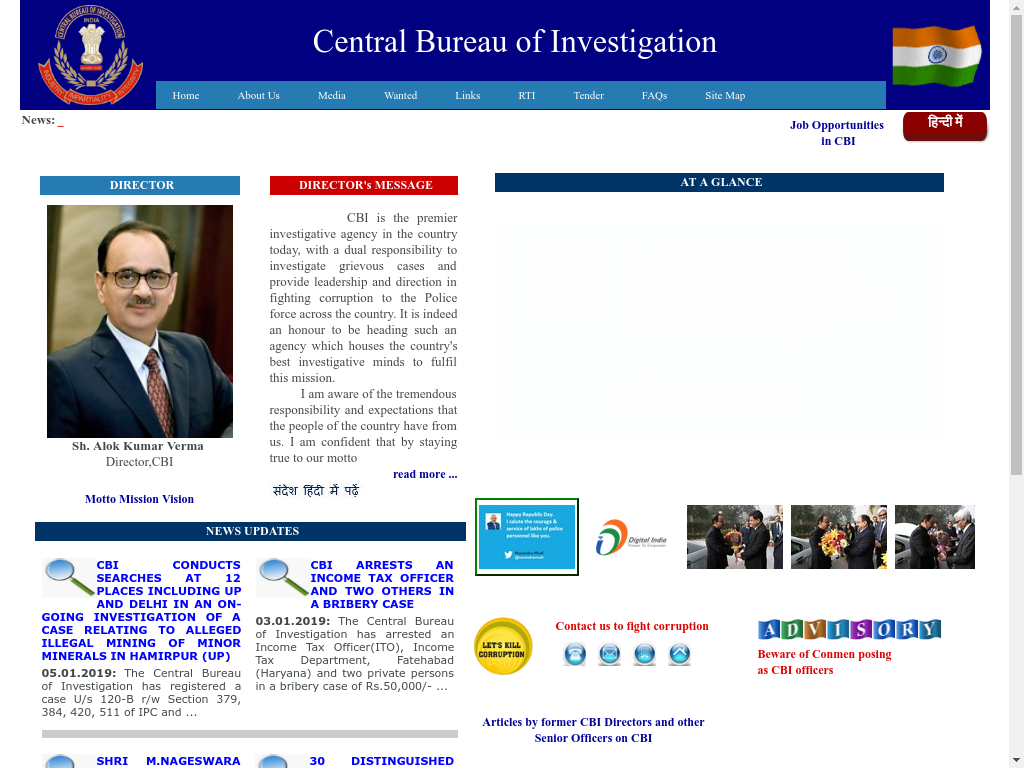 CENTRAL BUREAU OF INVESTIGATION
INDIA
INDUSTRY IMPARTIALITY INTEGRITY
Central Bureau of Investigation
Home About Us Media Wanted Links RTI Tender FAQs Site Map
News: _
Job Opportunities
in CBI
हिन्दी में
DIRECTOR
Sh. Alok Kumar Verma
Director,CBI
Motto Mission Vision
DIRECTOR's MESSAGE
CBI is the premier
investigative agency in the country
today, with a dual responsibility to
investigate grievous cases and
provide leadership and direction in
fighting corruption to the Police
force across the country. It is indeed
an honour to be heading such an
agency which houses the country's
best investigative minds to fulfil
this mission.
I am aware of the tremendous
responsibility and expectations that
the people of the country have from
us. I am confident that by staying
true to our motto
read more ...
संदेश हिंदी में पढ़ें
AT A GLANCE
Happy Republic Day.
I salute the courage &
service of lakhs of police
personnel like you.
Narendra Modi
@narendramodi
Digital India
Power To Empower
NEWS UPDATES
CBI CONDUCTS
SEARCHES AT 12
PLACES INCLUDING UP
AND DELHI IN AN ON-
GOING INVESTIGATION OF A
CASE RELATING TO ALLEGED
ILLEGAL MINING OF MINOR
MINERALS IN HAMIRPUR (UP)
05.01.2019: The Central Bureau
of Investigation has registered a
case U/s 120-B r/w Section 379,
384, 420, 511 of IPC and ...
CBI ARRESTS AN
INCOME TAX OFFICER
AND TWO OTHERS IN
A BRIBERY CASE
03.01.2019: The Central Bureau
of Investigation has arrested an
Income Tax Officer(ITO), Income
Tax Department, Fatehabad
(Haryana) and two private persons
in a bribery case of Rs.50,000/- ...
SHRI M.NAGESWARA
30 DISTINGUISHED
LET'S KILL
CORRUPTION
Contact us to fight corruption
ADVISORY
Beware of Conmen posing
as CBI officers
Articles by former CBI Directors and other
Senior Officers on CBI